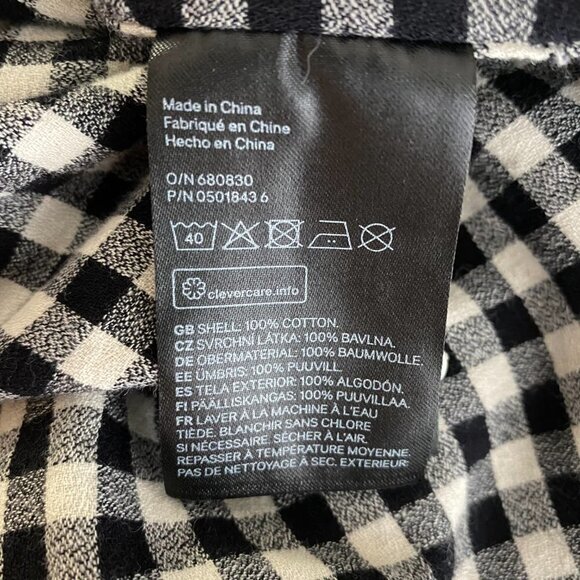 Made in China
Fabriqué en Chine
Hecho en China
O/N 680830
P/N 0501843 6
40
clevercare.info
GB SHELL: 100% COTTON.
CZ SVRCHNÍ LÁTKA: 100% BAVLNA.
DE OBERMATERIAL: 100% BAUMWOLLE.
EE ÜMBRIS: 100% PUUVILL.
ES TELA EXTERIOR: 100% ALGODÓN.
FI PÄÄLLISKANGAS: 100% PUUVILLAA.
FR LAVER À LA MACHINE À L'EAU
TIÈDE BLANCHIR SANS CHLORE
SI NÉCESSAIRE. SÉCHER À L'AIR.
REPASSER À TEMPÉRATURE MOYENNE.
PAS DE NETTOYAGE À SEC. EXTERIEUR: